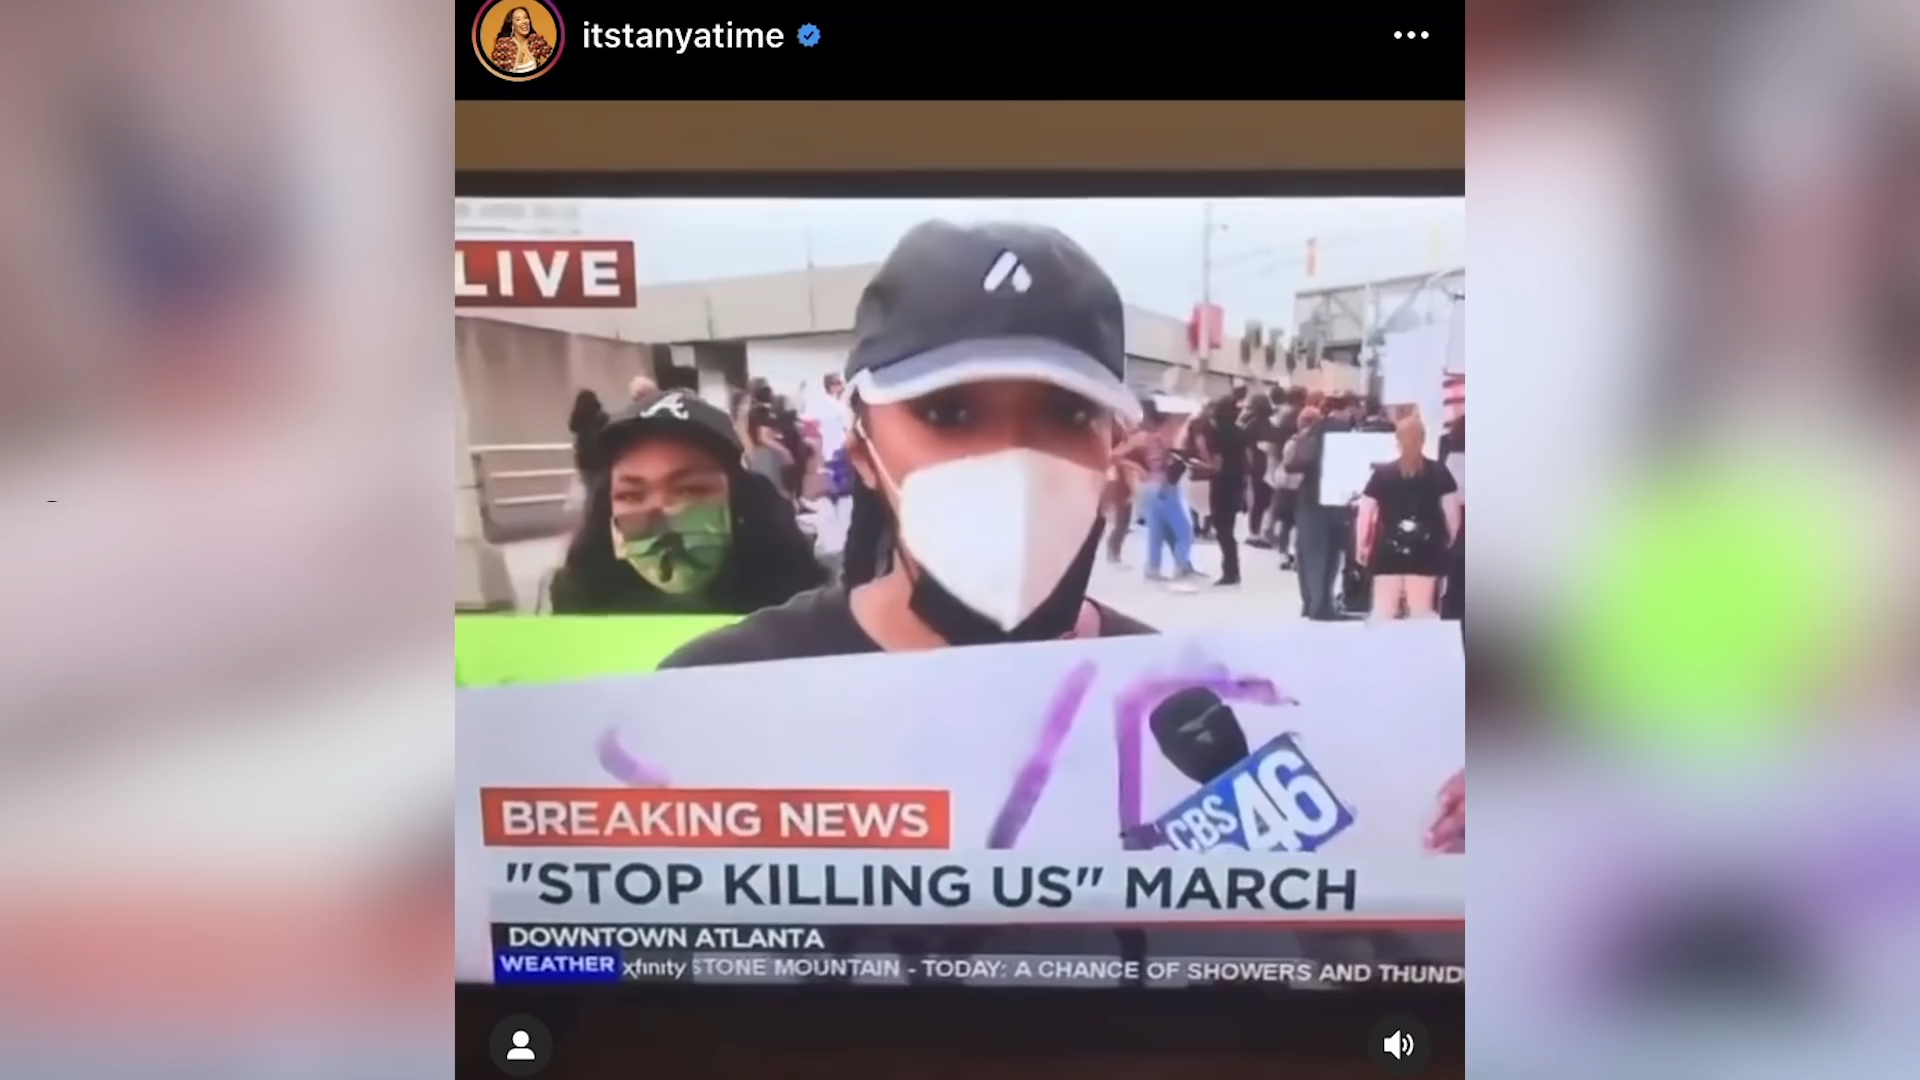 itstanyatime
LIVE
A
CBS 46
BREAKING NEWS
"STOP KILLING US" MARCH
DOWNTOWN ATLANTA
WEATHER xfinity STONE MOUNTAIN - TODAY: A CHANCE OF SHOWERS AND THUND